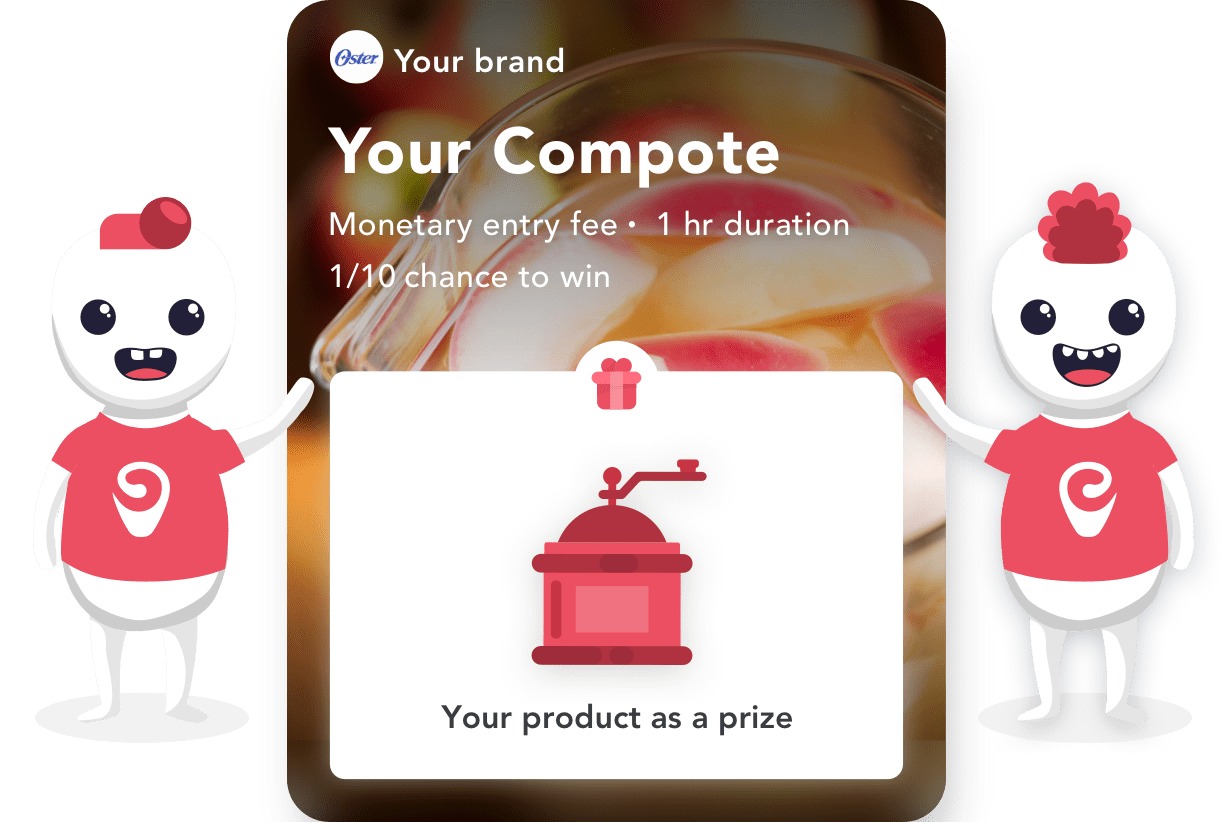 Oster
Your brand
Your Compote
Monetary entry fee • 1 hr duration
1/10 chance to win
Your product as a prize